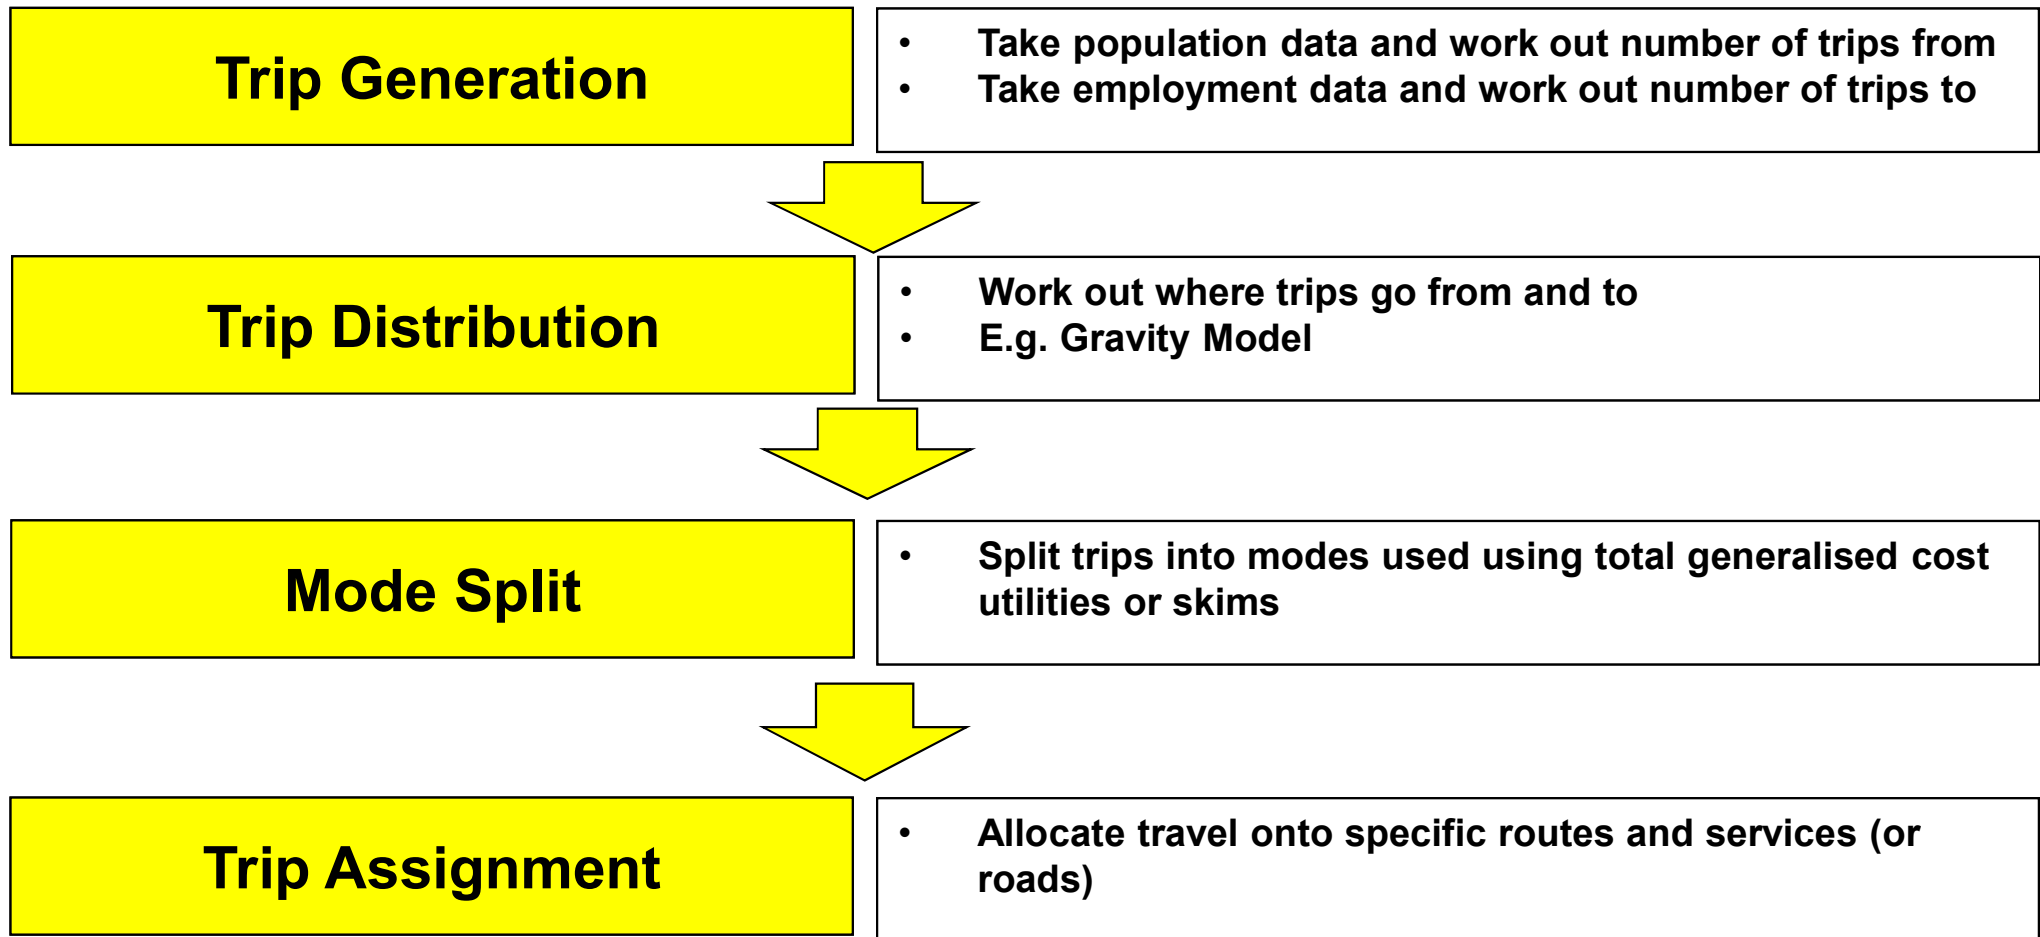 Trip Generation
• Take population data and work out number of trips from
• Take employment data and work out number of trips to
Trip Distribution
• Work out where trips go from and to
• E.g. Gravity Model
Mode Split
• Split trips into modes used using total generalised cost
utilities or skims
Trip Assignment
• Allocate travel onto specific routes and services (or
roads)